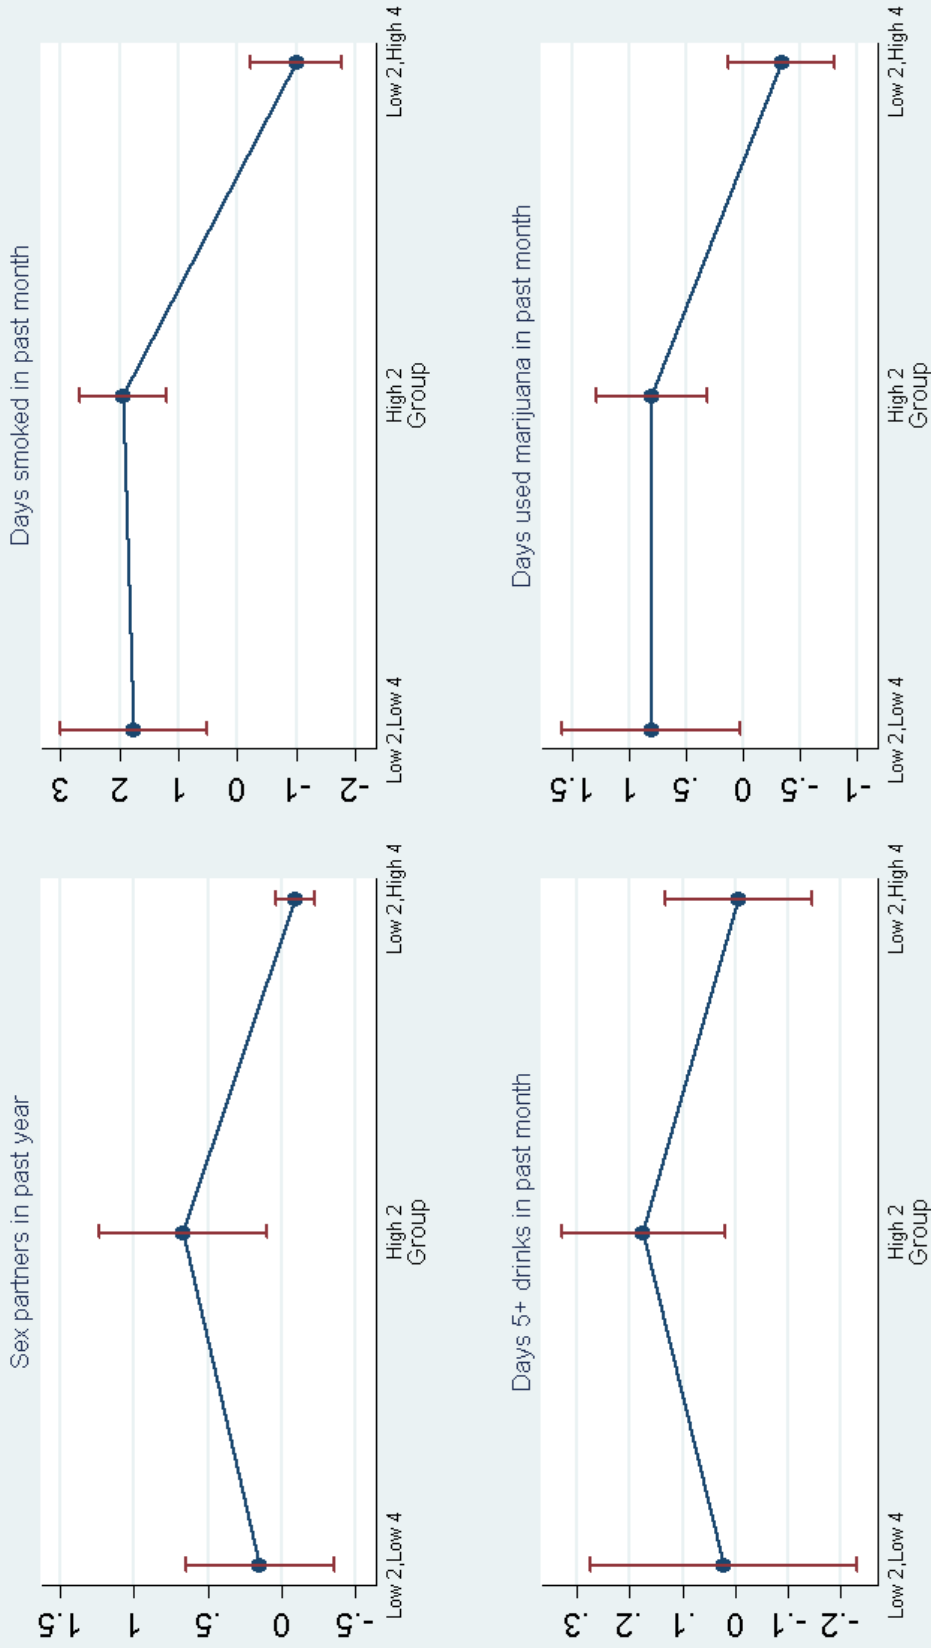 Sex partners in past year
1.5
1
.5
0
-.5
Low 2,Low 4
High 2
Low 2,High 4
Group
Days smoked in past month
3
2
1
0
-1
-2
Low 2,Low 4
High 2
Low 2,High 4
Group
Days 5+ drinks in past month
.3
.2
.1
0
-.1
-.2
Low 2,Low 4
High 2
Low 2,High 4
Group
Days used marijuana in past month
1.5
1
.5
0
-.5
-1
Low 2,Low 4
High 2
Low 2,High 4
Group